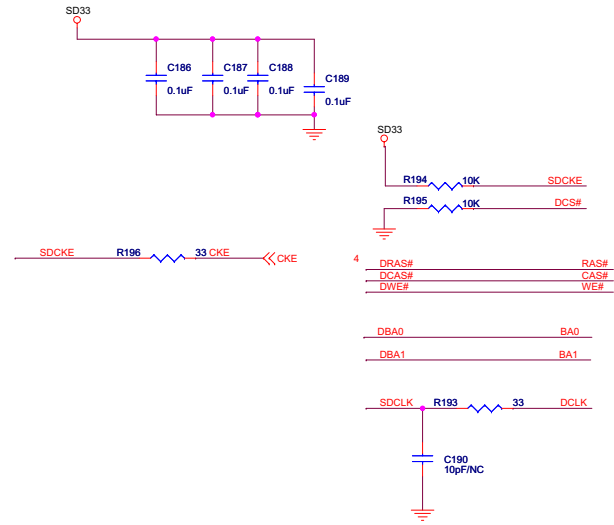 SD33
C186
C187
C188
C189
0.1uF
0.1uF
0.1uF
0.1uF
SD33
R194
10K
SDCKE
R195
10K
DCS#
SDCKE
R196
33
CKE
CKE
4
DRAS#
RAS#
DCAS#
CAS#
DWE#
WE#
DBA0
BA0
DBA1
BA1
SDCLK
R193
33
DCLK
C190
10pF/NC